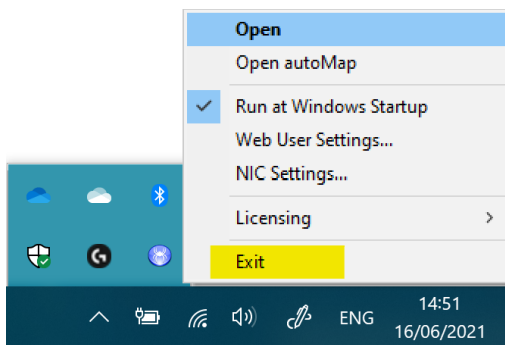 Open
Open autoMap
Run at Windows Startup
Web User Settings...
NIC Settings...
Licensing
Exit
ENG
14:51
16/06/2021